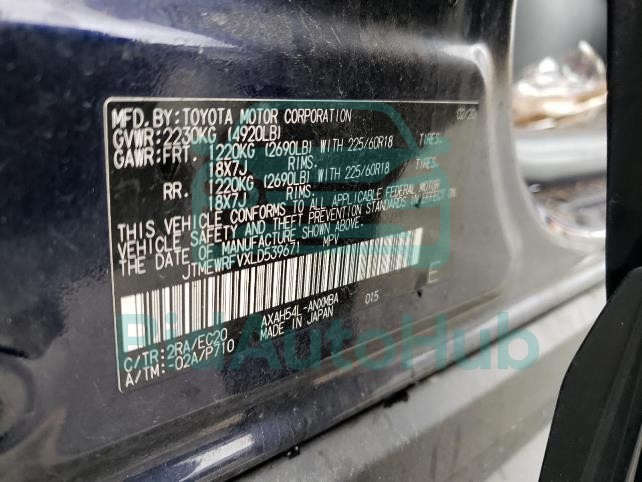 MFD. BY: TOYOTA MOTOR CORPORATION 02/20
GVWR: 2230KG (4920LB)
GAWR: FRT. 1220KG (2690LB) WITH 225/60R18 TIRES.
18X7J RIMS.
RR. 1220KG (2690LB) WITH 225/60R18 TIRES.
18X7J RIMS.
THIS VEHICLE CONFORMS TO ALL APPLICABLE FEDERAL MOTOR
VEHICLE SAFETY AND THEFT PREVENTION STANDARDS IN EFFECT ON
THE DATE OF MANUFACTURE.
JTMEWRFVXLD539671 MPV
E
AXAH54L-ANXMBA 015
MADE IN JAPAN
C/TR: 2RA/EC20
A/TM: -02A/P710
BidAutoHub